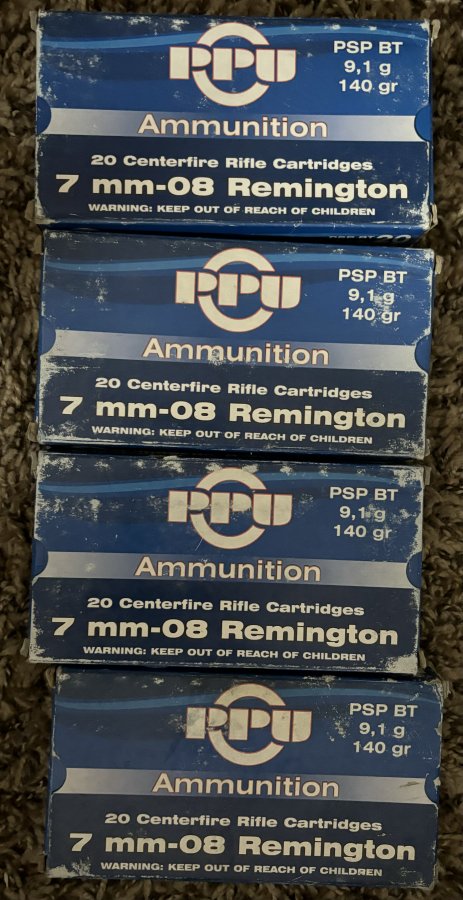 PPU
PSP BT
9,1 g
140 gr
Ammunition
20 Centerfire Rifle Cartridges
7 mm-08 Remington
WARNING: KEEP OUT OF REACH OF CHILDREN
PPU
PSP BT
9,1 g
140 gr
Ammunition
20 Centerfire Rifle Cartridges
7 mm-08 Remington
WARNING: KEEP OUT OF REACH OF CHILDREN
PPU
PSP BT
9,1 g
140 gr
Ammunition
20 Centerfire Rifle Cartridges
7 mm-08 Remington
WARNING: KEEP OUT OF REACH OF CHILDREN
PPU
PSP BT
9,1 g
140 gr
Ammunition
20 Centerfire Rifle Cartridges
7 mm-08 Remington
WARNING: KEEP OUT OF REACH OF CHILDREN